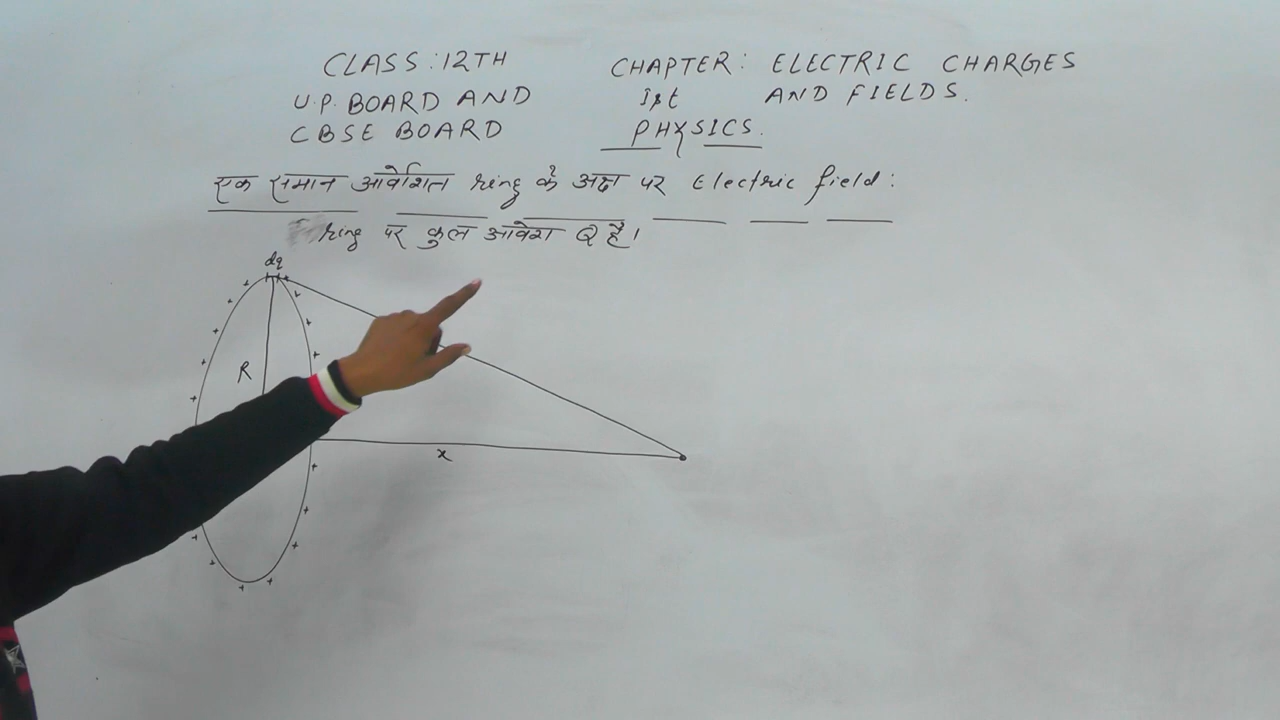 CLASS: 12TH
U.P. BOARD AND
CBSE BOARD
CHAPTER: ELECTRIC CHARGES
Ist AND FIELDS.
PHYSICS.
एक समान आवेशित ring के अक्ष पर Electric field:
ring पर कुल आवेश Q है।
dq
R
x